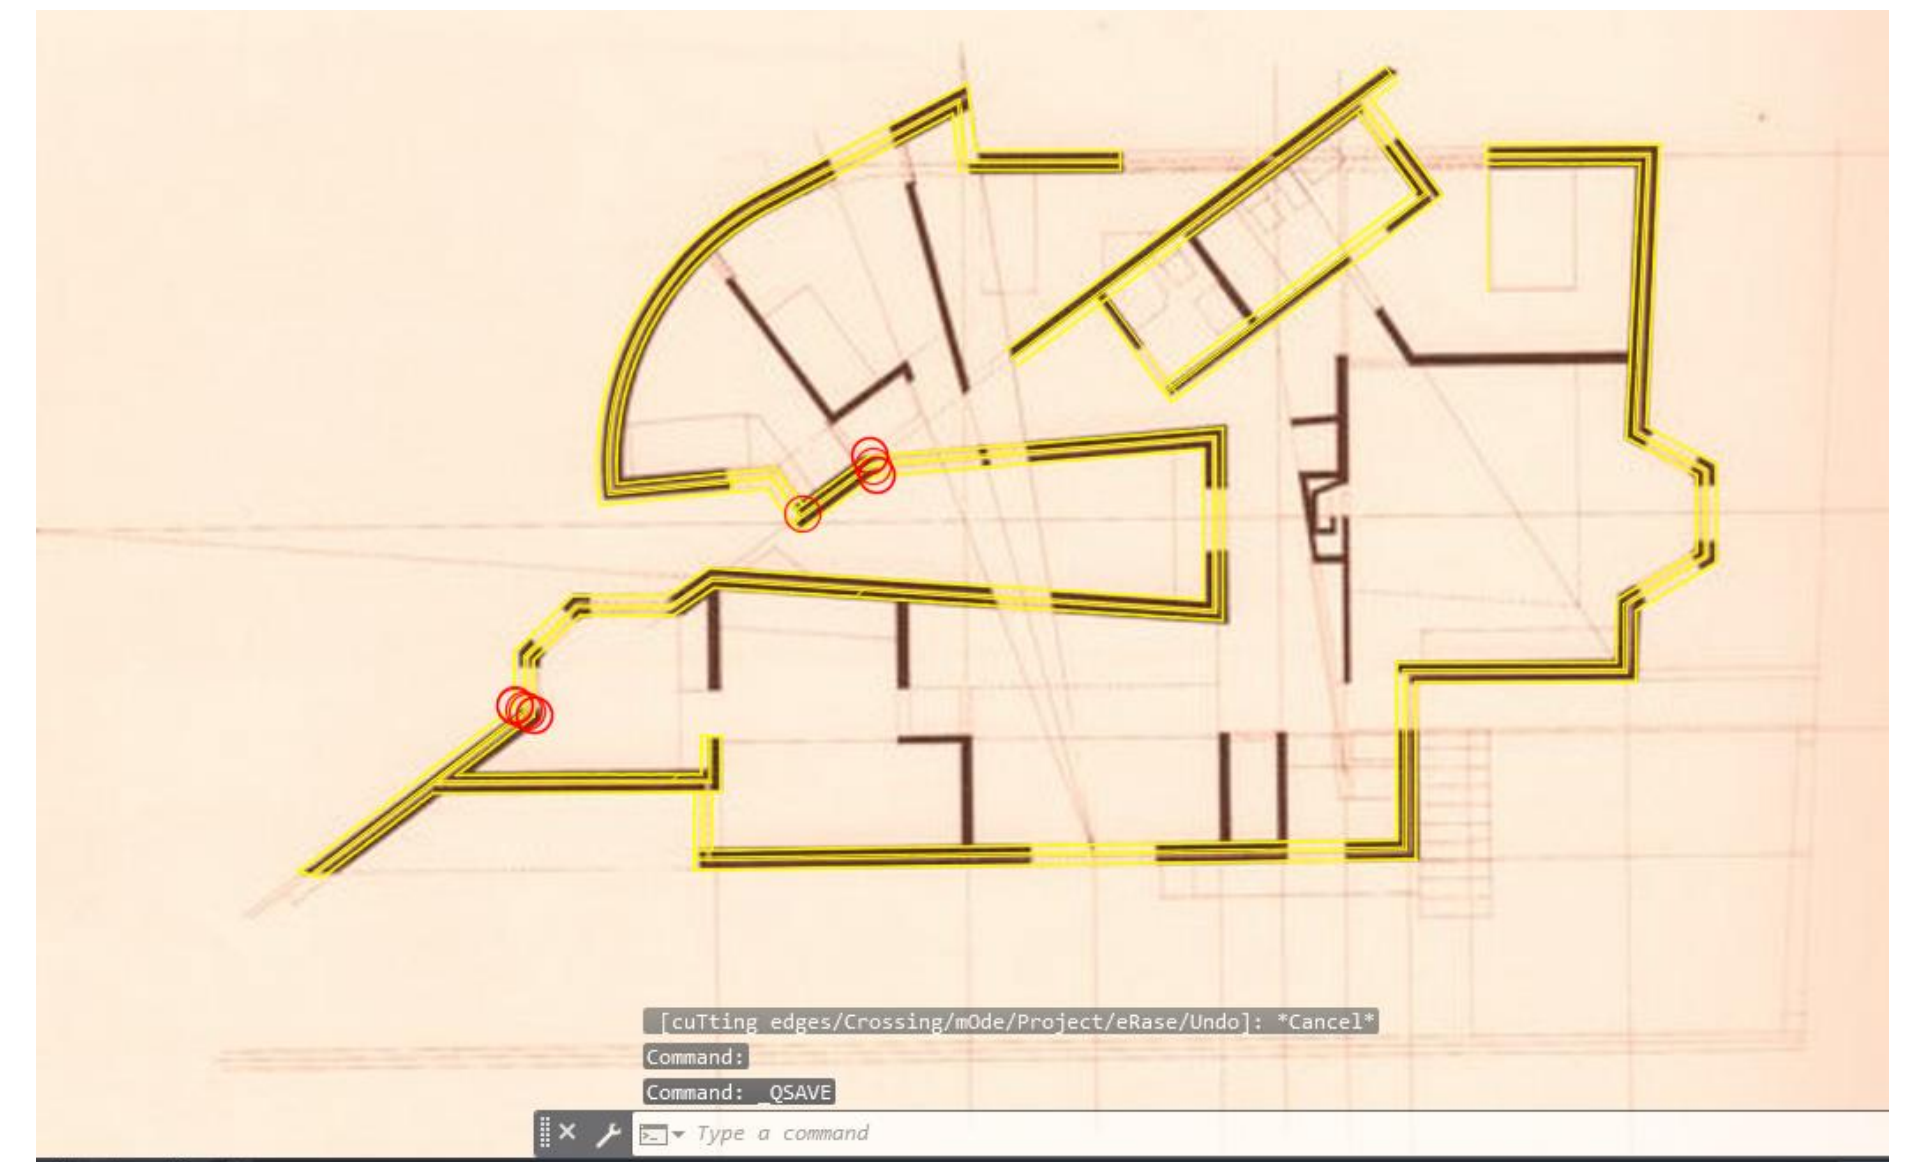 [cuTting edges/Crossing/mOde/Project/eRase/Undo]: *Cancel*
Command:
Command: _QSAVE
Type a command